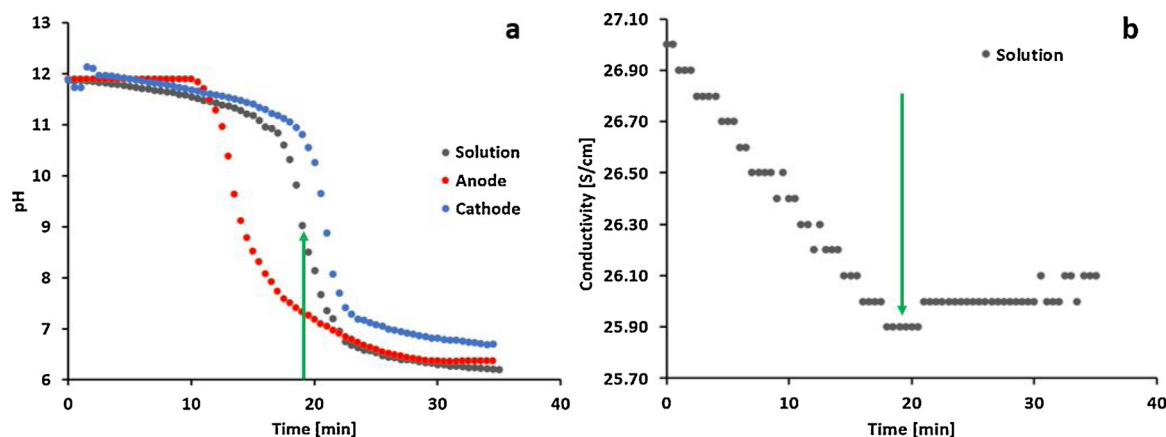 a
13
12
11
10
9
8
7
6
pH
0
10
20
30
40
Time [min]
Solution
Anode
Cathode
b
27.10
26.90
26.70
26.50
26.30
26.10
25.90
25.70
Conductivity [S/cm]
0
10
20
30
40
Time [min]
Solution